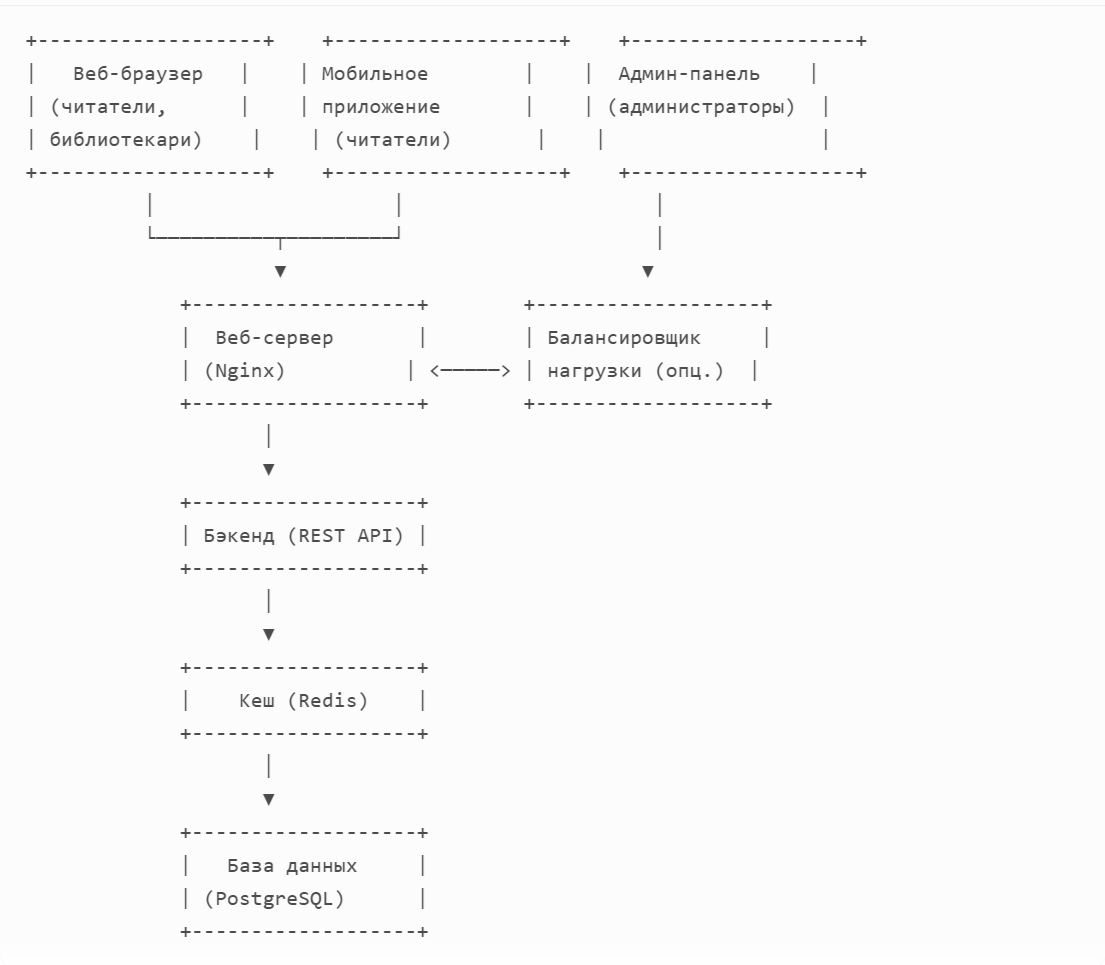 Веб-браузер Мобильное Админ-панель
(читатели, приложение (администраторы)
библиотекари) (читатели)
Веб-сервер Балансировщик
(Nginx) <─────> нагрузки (опц.)
Бэкенд (REST API)
Кеш (Redis)
База данных
(PostgreSQL)